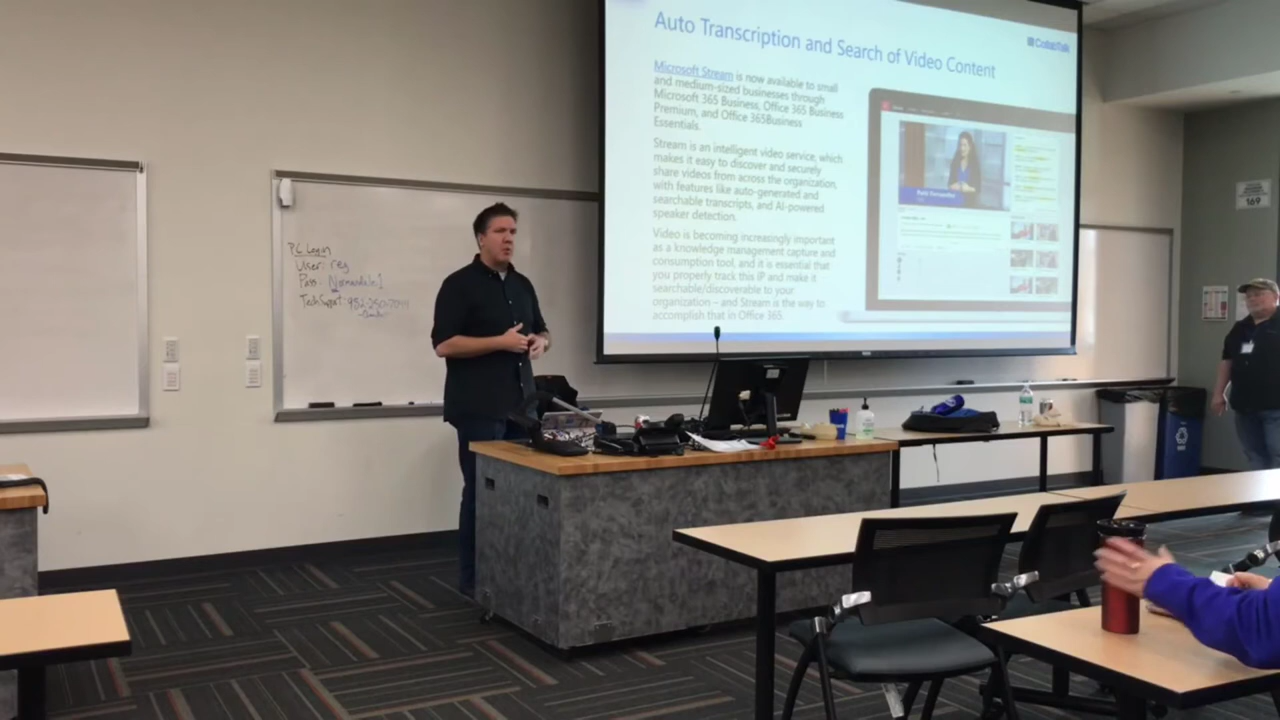 Auto Transcription and Search of Video Content
CollabTalk
Microsoft Stream is now available to small
and medium-sized businesses through
Microsoft 365 Business, Office 365 Business
Premium, and Office 365Business
Essentials.
Stream is an intelligent video service, which
makes it easy to discover and securely
share videos from across the organization,
with features like auto-generated and
searchable transcripts, and AI-powered
speaker detection.
Video is becoming increasingly important
as a knowledge management capture and
consumption tool, and it is essential that
you properly track this IP and make it
searchable/discoverable to your
organization – and Stream is the way to
accomplish that in Office 365.
PC Login
User: reg
Pass: Normandale1
Tech Support:
169